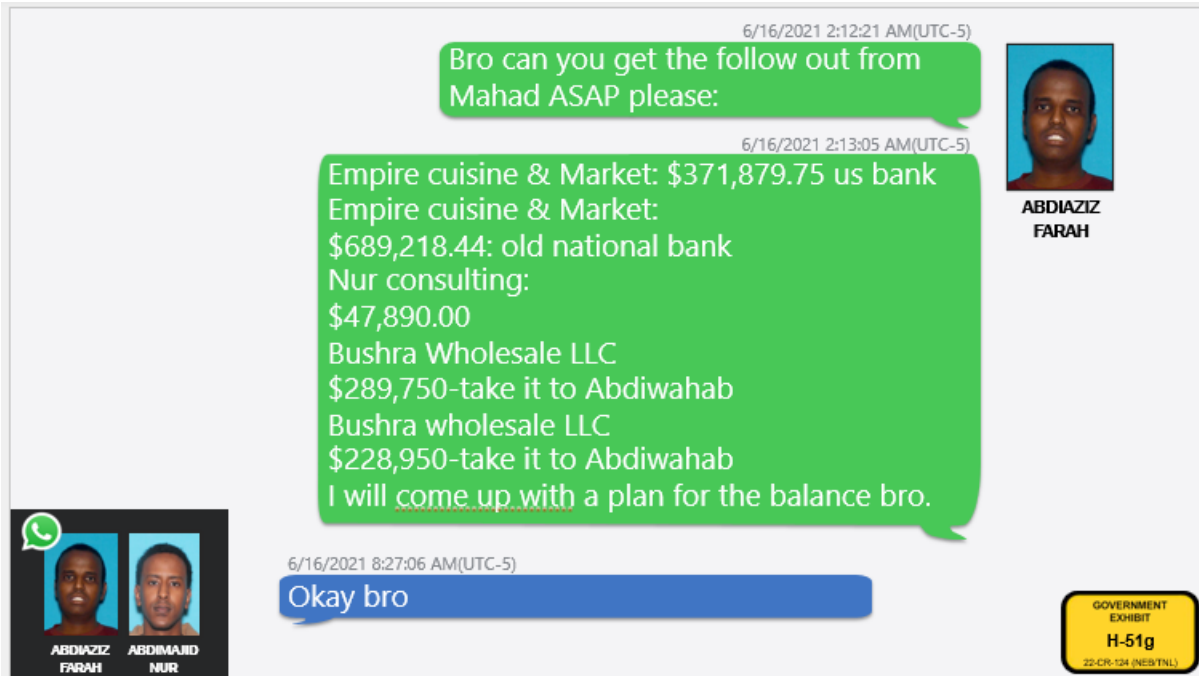 6/16/2021 2:12:21 AM(UTC-5)
Bro can you get the follow out from
Mahad ASAP please:
6/16/2021 2:13:05 AM(UTC-5)
Empire cuisine & Market: $371,879.75 us bank
Empire cuisine & Market:
$689,218.44: old national bank
Nur consulting:
$47,890.00
Bushra Wholesale LLC
$289,750-take it to Abdiwahab
Bushra wholesale LLC
$228,950-take it to Abdiwahab
I will come up with a plan for the balance bro.
ABDIAZIZ
FARAH
6/16/2021 8:27:06 AM(UTC-5)
Okay bro
ABDIAZIZ
FARAH
ABDIMAJID
NUR
GOVERNMENT
EXHIBIT
H-51g
22-CR-124 (NEB/TNL)